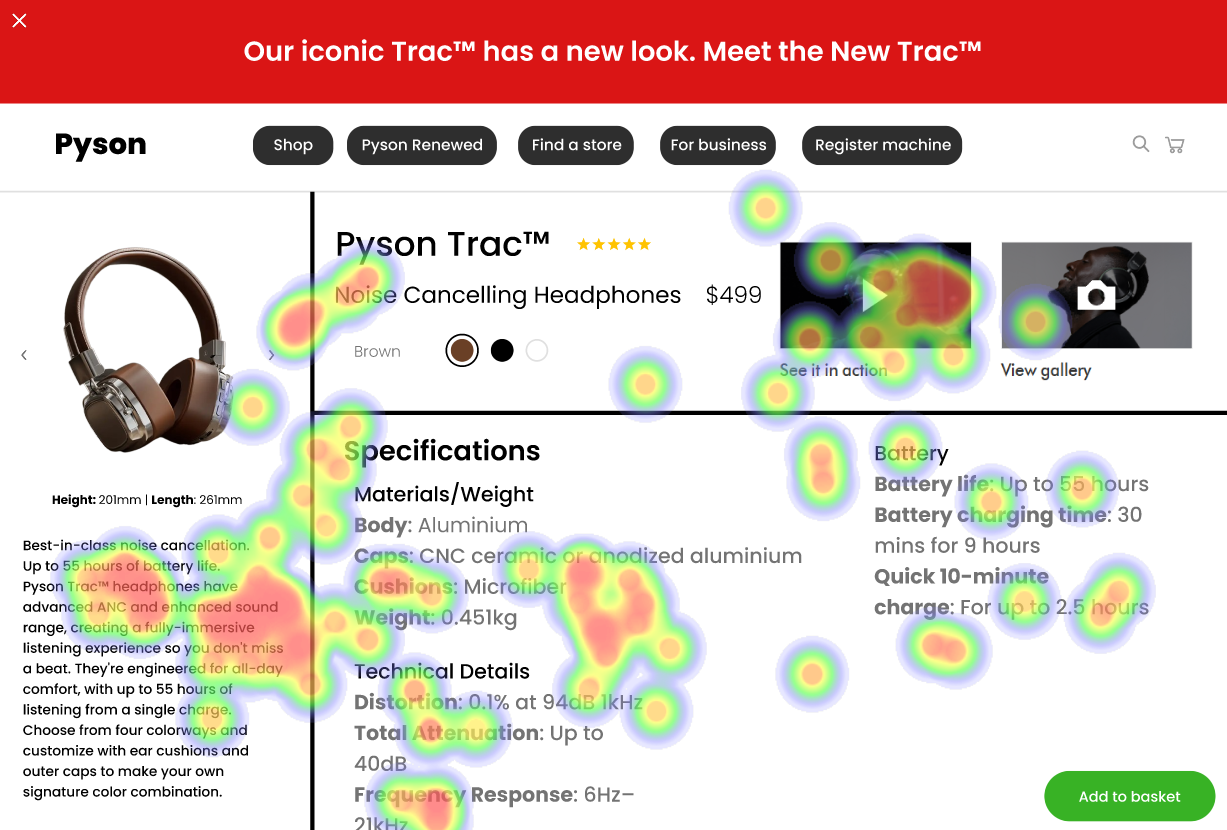 Our iconic Trac™ has a new look. Meet the New Trac™
Pyson
Shop
Pyson Renewed
Find a store
For business
Register machine
Pyson Trac™
Noise Cancelling Headphones
$499
Brown
See it in action
View gallery
Height: 201mm | Length: 261mm
Best-in-class noise cancellation.
Up to 55 hours of battery life.
Pyson Trac™ headphones have
advanced ANC and enhanced sound
range, creating a fully-immersive
listening experience so you don't miss
a beat. They're engineered for all-day
comfort, with up to 55 hours of
listening from a single charge.
Choose from four colorways and
customize with ear cushions and
outer caps to make your own
signature color combination.
Specifications
Materials/Weight
Body: Aluminium
Caps: CNC ceramic or anodized aluminium
Cushions: Microfiber
Weight: 0.451kg
Technical Details
Distortion: 0.1% at 94dB 1kHz
Total Attenuation: Up to
40dB
Frequency Response: 6Hz–
21kHz
Battery
Battery life: Up to 55 hours
Battery charging time: 30
mins for 9 hours
Quick 10-minute
charge: For up to 2.5 hours
Add to basket